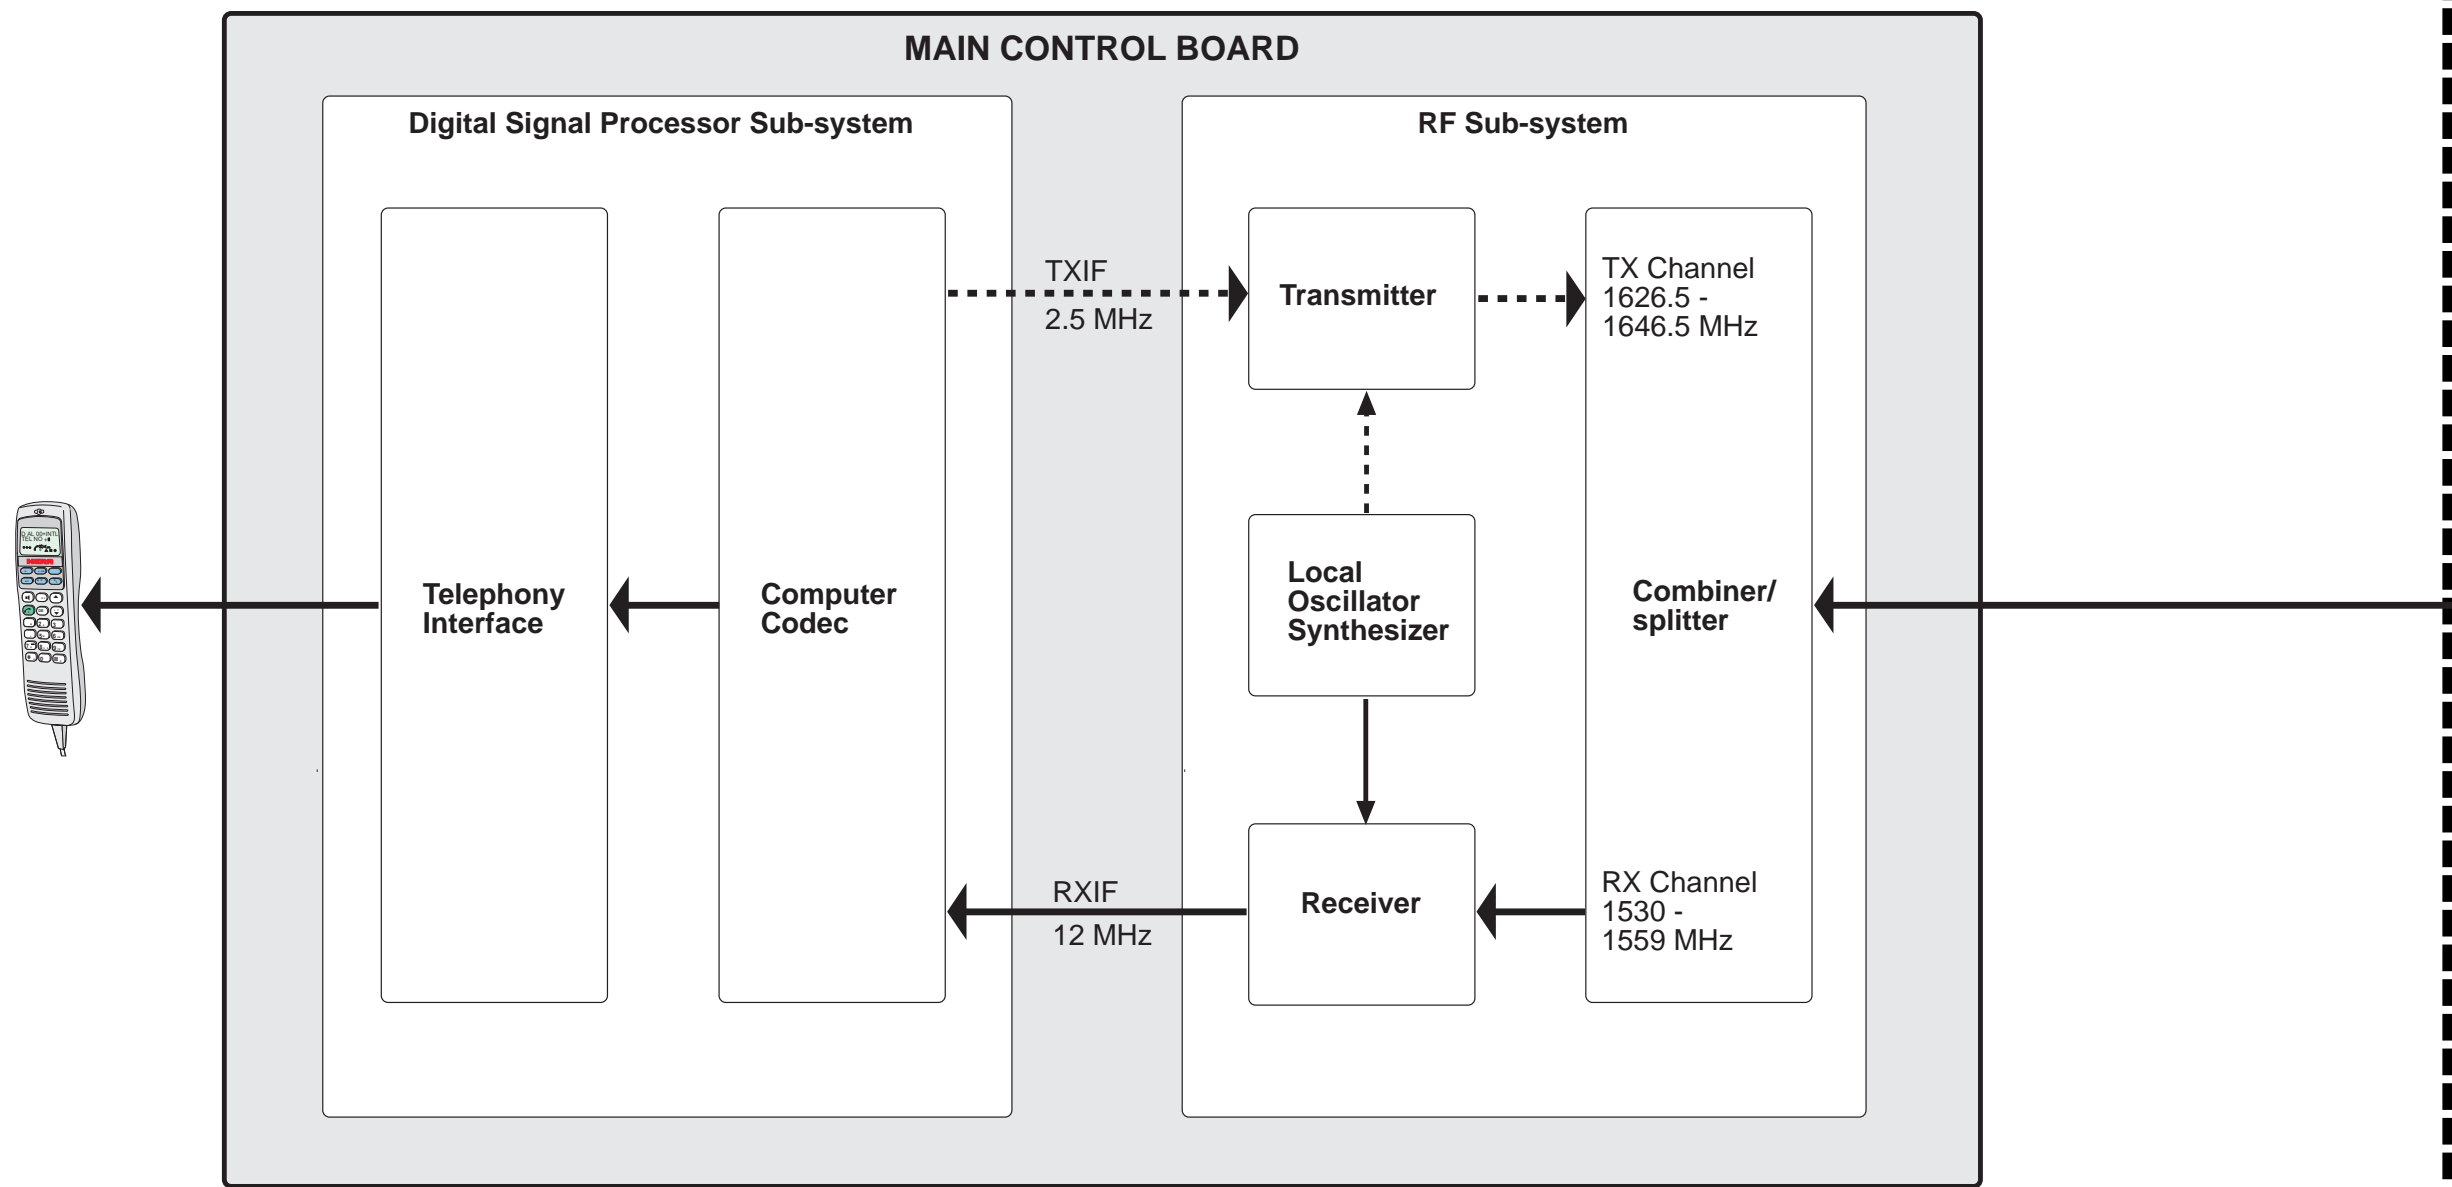 MAIN CONTROL BOARD
Digital Signal Processor Sub-system
RF Sub-system
TXIF
2.5 MHz
Transmitter
TX Channel
1626.5 -
1646.5 MHz
Telephony
Interface
Computer
Codec
Local
Oscillator
Synthesizer
Combiner/
splitter
RXIF
12 MHz
Receiver
RX Channel
1530 -
1559 MHz
TEL NO